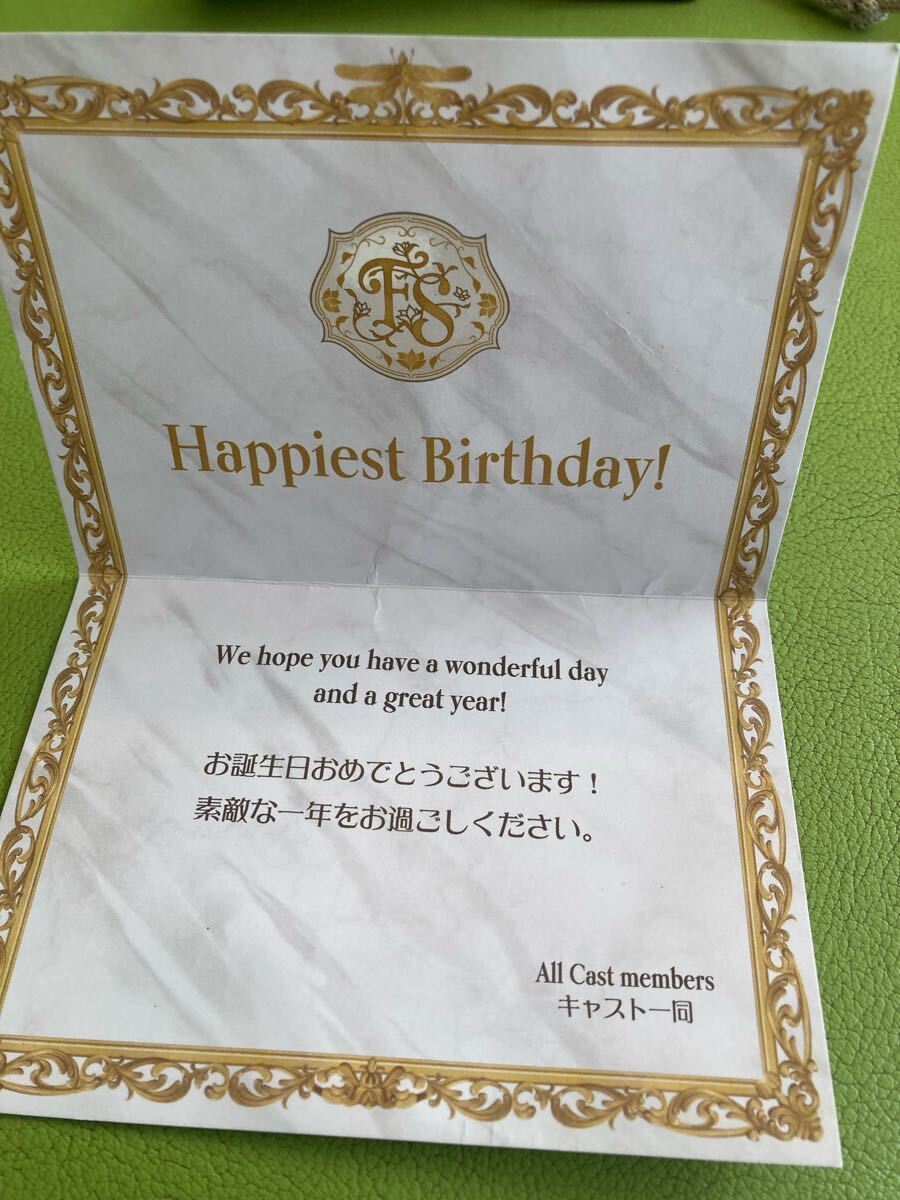 FS
Happiest Birthday!
We hope you have a wonderful day
and a great year!
お誕生日おめでとうございます！
素敵な一年をお過ごしください。
All Cast members
キャスト一同